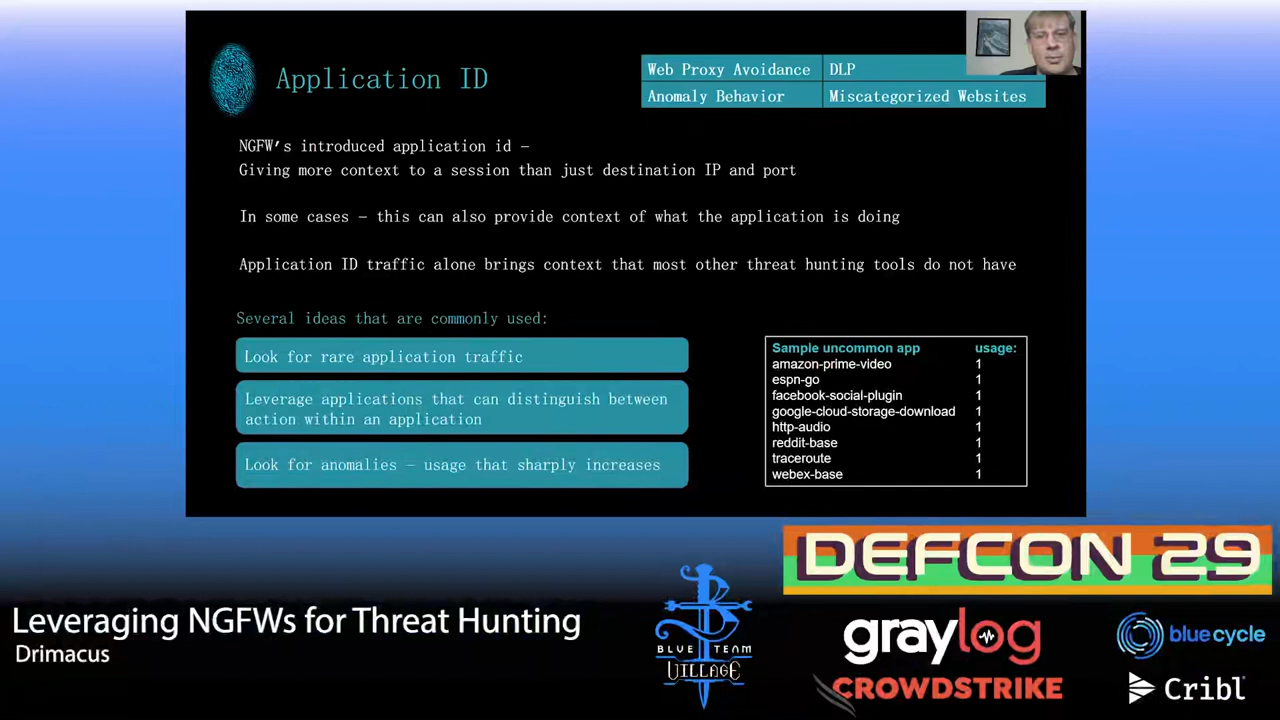 Application ID
Web Proxy Avoidance
DLP
Anomaly Behavior
Miscategorized Websites
NGFW's introduced application id –
Giving more context to a session than just destination IP and port
In some cases – this can also provide context of what the application is doing
Application ID traffic alone brings context that most other threat hunting tools do not have
Several ideas that are commonly used:
Look for rare application traffic
Leverage applications that can distinguish between
action within an application
Look for anomalies – usage that sharply increases
Sample uncommon app usage:
amazon-prime-video 1
espn-go 1
facebook-social-plugin 1
google-cloud-storage-download 1
http-audio 1
reddit-base 1
traceroute 1
webex-base 1
DEFCON 29
Leveraging NGFWs for Threat Hunting
Drimacus
BLUE TEAM
VILLAGE
graylog
blue cycle
CROWDSTRIKE
Cribl